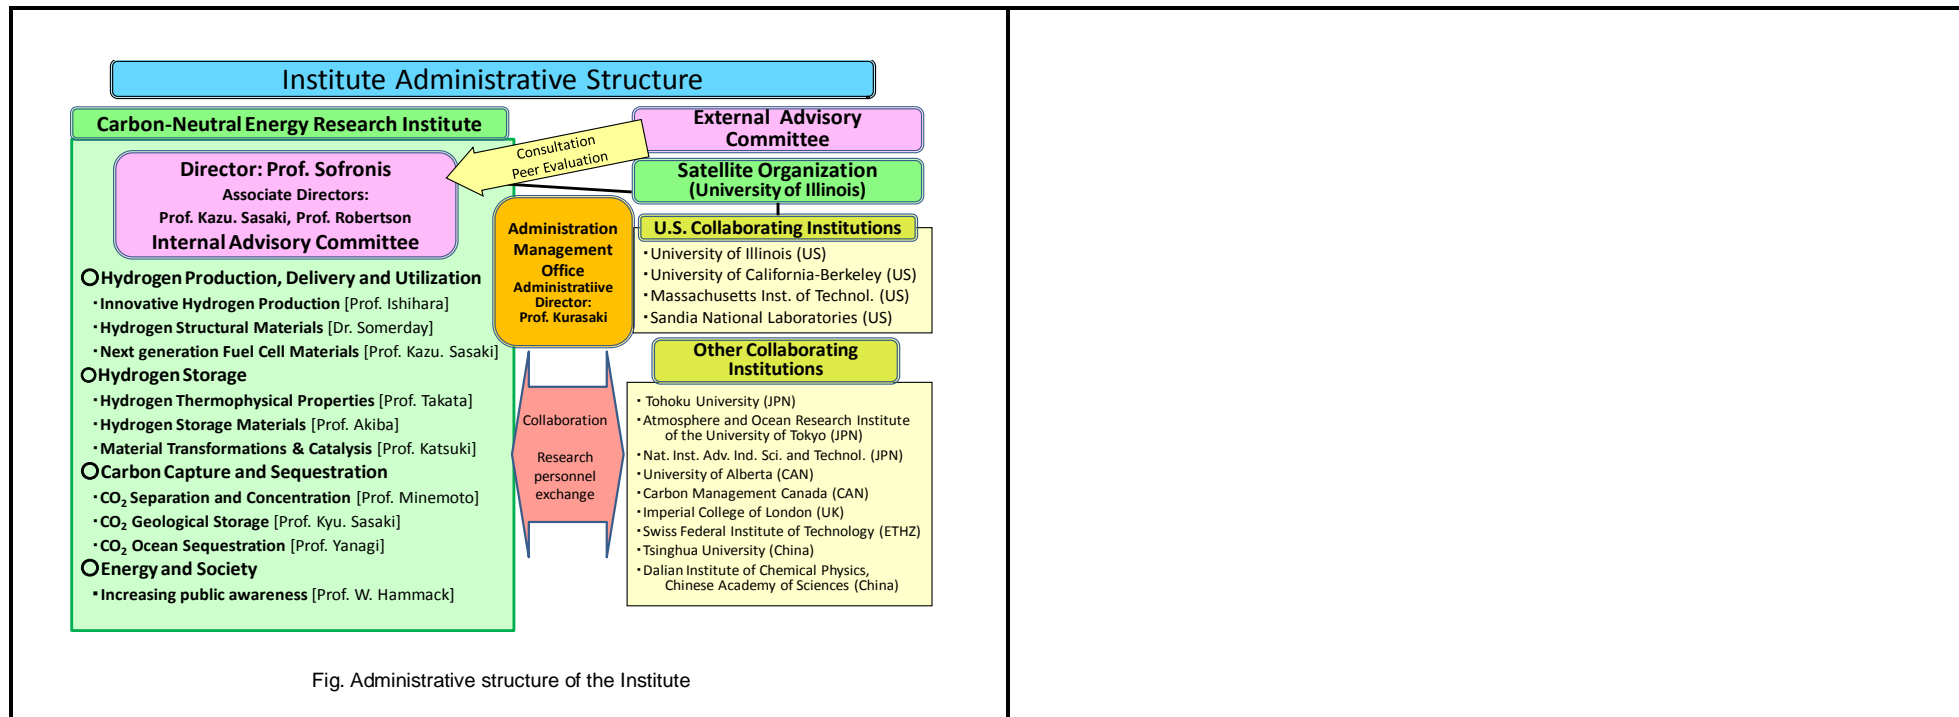 Institute Administrative Structure
Carbon-Neutral Energy Research Institute
Director: Prof. Sofronis
Associate Directors:
Prof. Kazu. Sasaki, Prof. Robertson
Internal Advisory Committee
○Hydrogen Production, Delivery and Utilization
・Innovative Hydrogen Production [Prof. Ishihara]
・Hydrogen Structural Materials [Dr. Somerday]
・Next generation Fuel Cell Materials [Prof. Kazu. Sasaki]
○Hydrogen Storage
・Hydrogen Thermophysical Properties [Prof. Takata]
・Hydrogen Storage Materials [Prof. Akiba]
・Material Transformations & Catalysis [Prof. Katsuki]
○Carbon Capture and Sequestration
・CO₂ Separation and Concentration [Prof. Minemoto]
・CO₂ Geological Storage [Prof. Kyu. Sasaki]
・CO₂ Ocean Sequestration [Prof. Yanagi]
○Energy and Society
・Increasing public awareness [Prof. W. Hammack]
Consultation
Peer Evaluation
Administration
Management
Office
Administratiive
Director:
Prof. Kurasaki
Collaboration
Research
personnel
exchange
External Advisory
Committee
Satellite Organization
(University of Illinois)
U.S. Collaborating Institutions
・University of Illinois (US)
・University of California-Berkeley (US)
・Massachusetts Inst. of Technol. (US)
・Sandia National Laboratories (US)
Other Collaborating
Institutions
・Tohoku University (JPN)
・Atmosphere and Ocean Research Institute
of the University of Tokyo (JPN)
・Nat. Inst. Adv. Ind. Sci. and Technol. (JPN)
・University of Alberta (CAN)
・Carbon Management Canada (CAN)
・Imperial College of London (UK)
・Swiss Federal Institute of Technology (ETHZ)
・Tsinghua University (China)
・Dalian Institute of Chemical Physics,
Chinese Academy of Sciences (China)
Fig. Administrative structure of the Institute